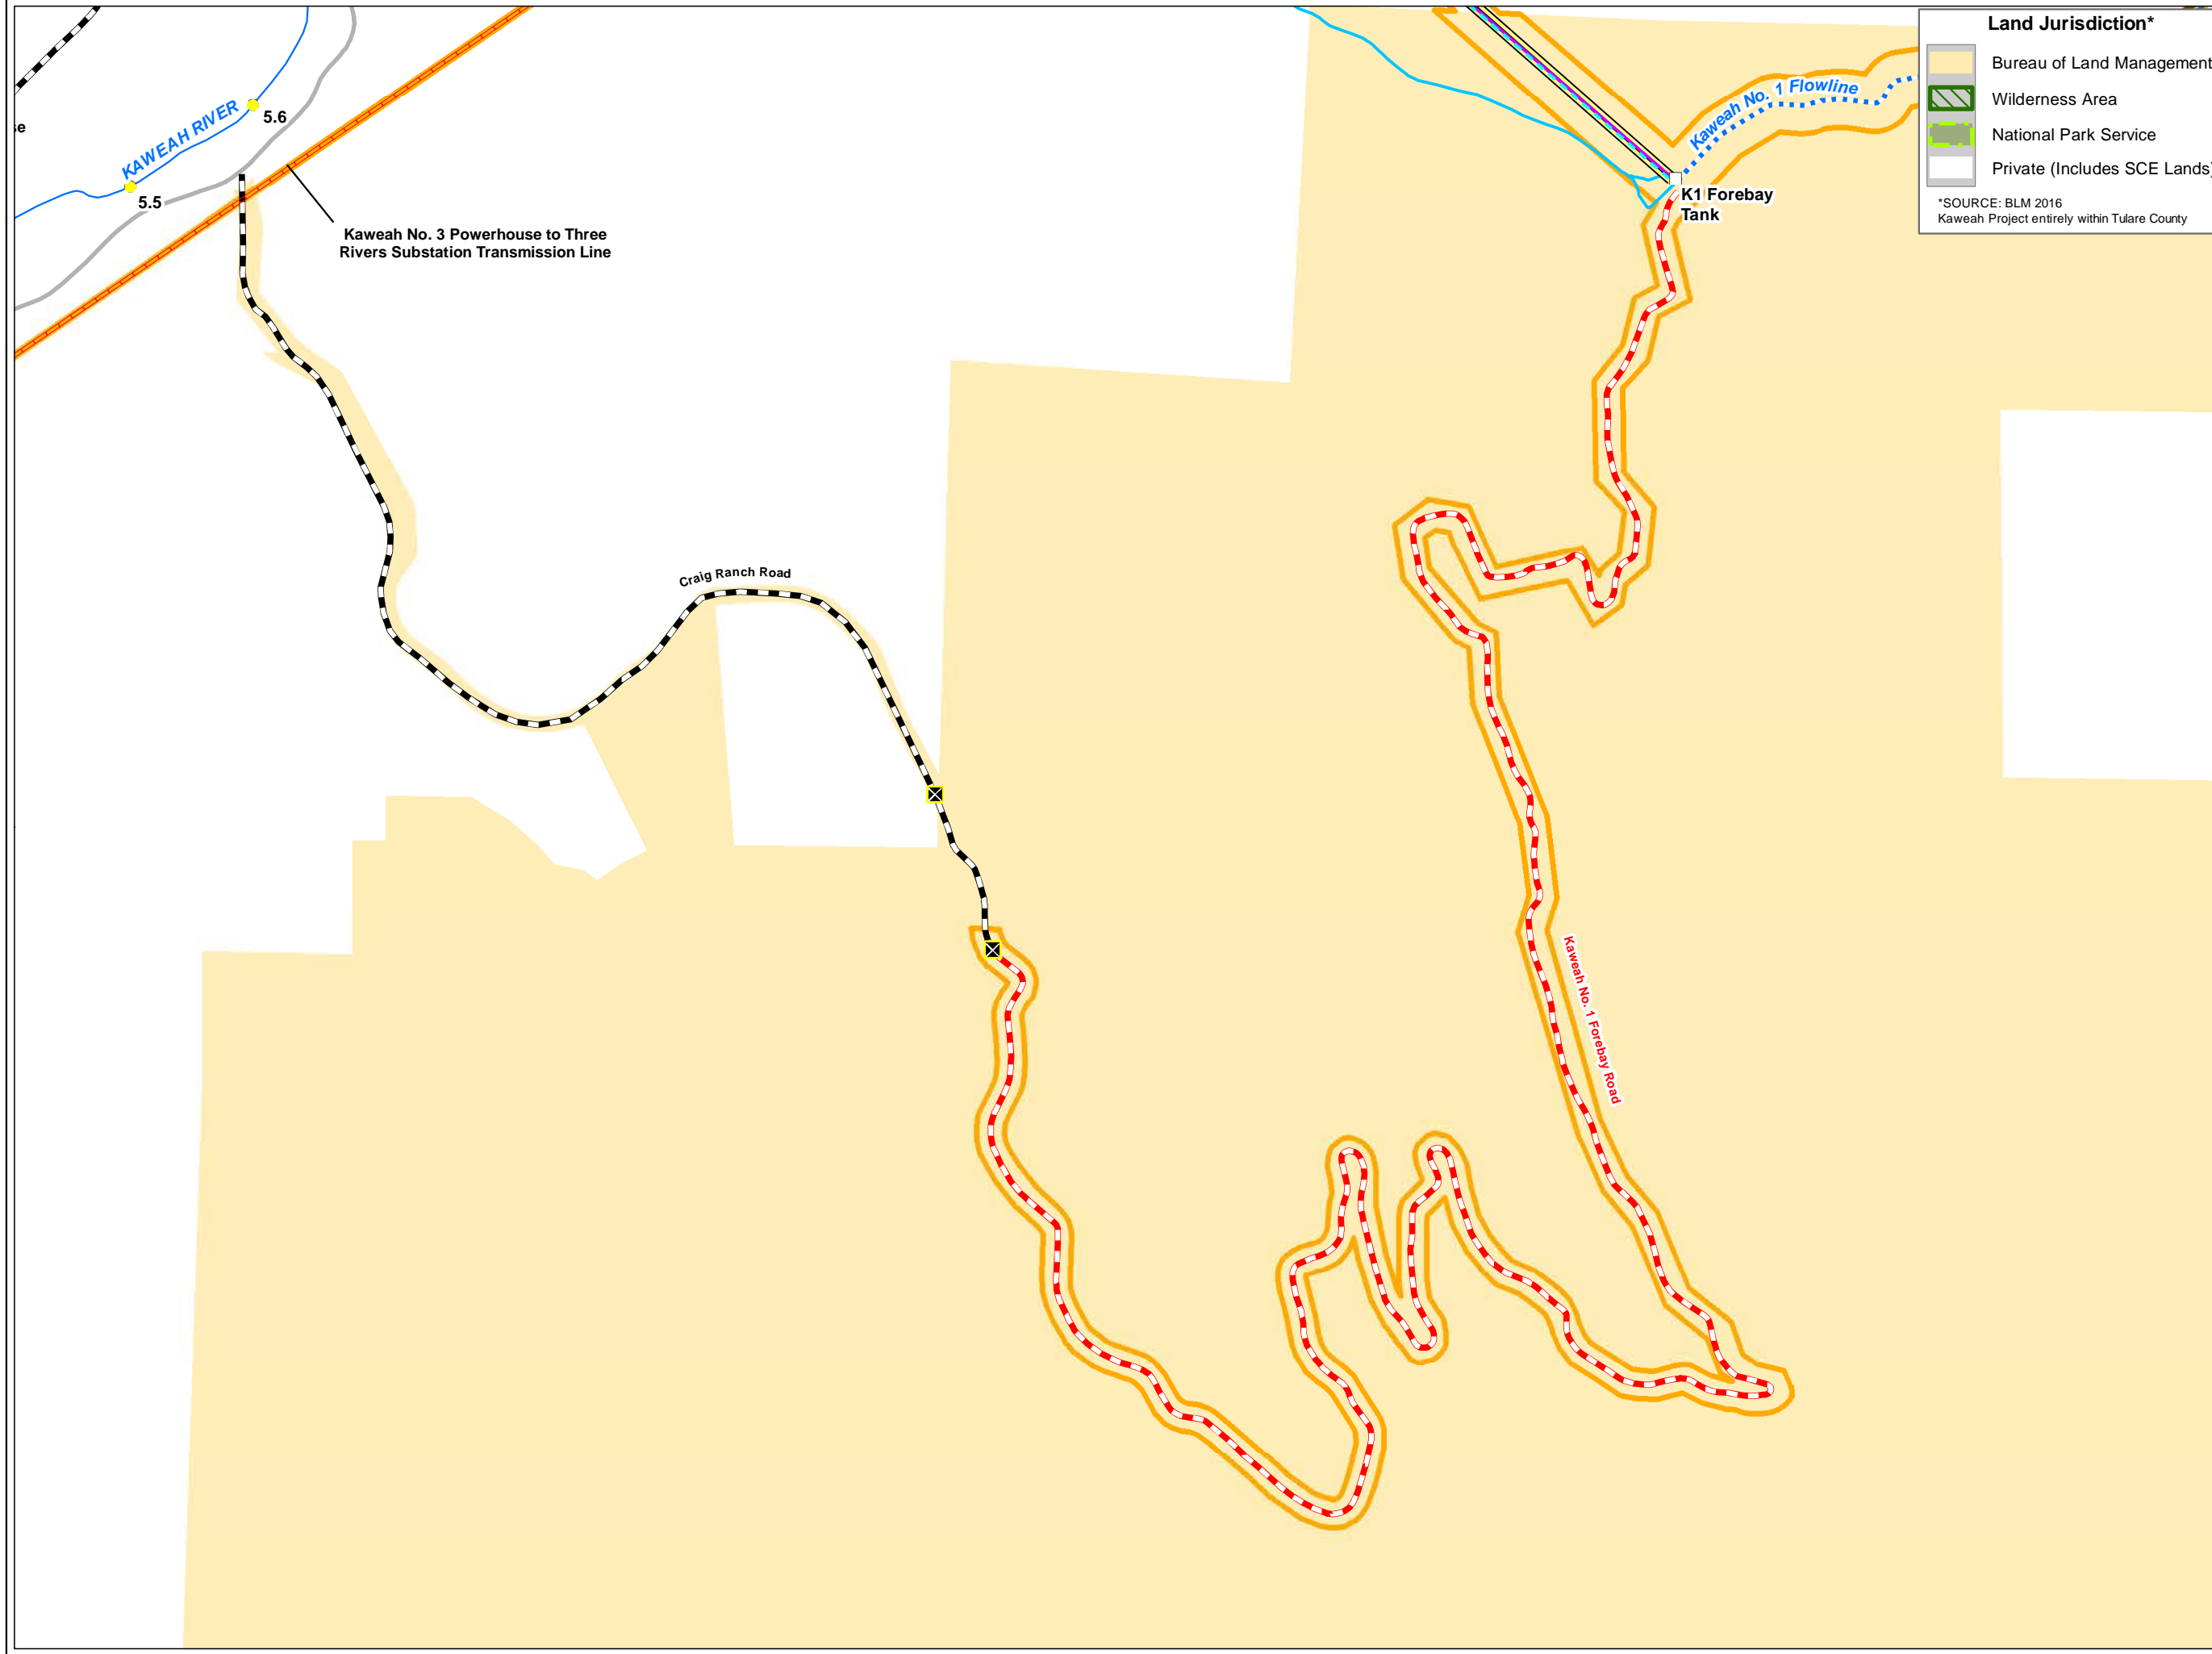 Land Jurisdiction*
Bureau of Land Management
Wilderness Area
National Park Service
Private (Includes SCE Lands)
*SOURCE: BLM 2016
Kaweah Project entirely within Tulare County
KAWEAH RIVER
5.6
5.5
Kaweah No. 3 Powerhouse to Three
Rivers Substation Transmission Line
Kaweah No. 1 Flowline
K1 Forebay
Tank
Craig Ranch Road
Kaweah No. 1 Forebay Road